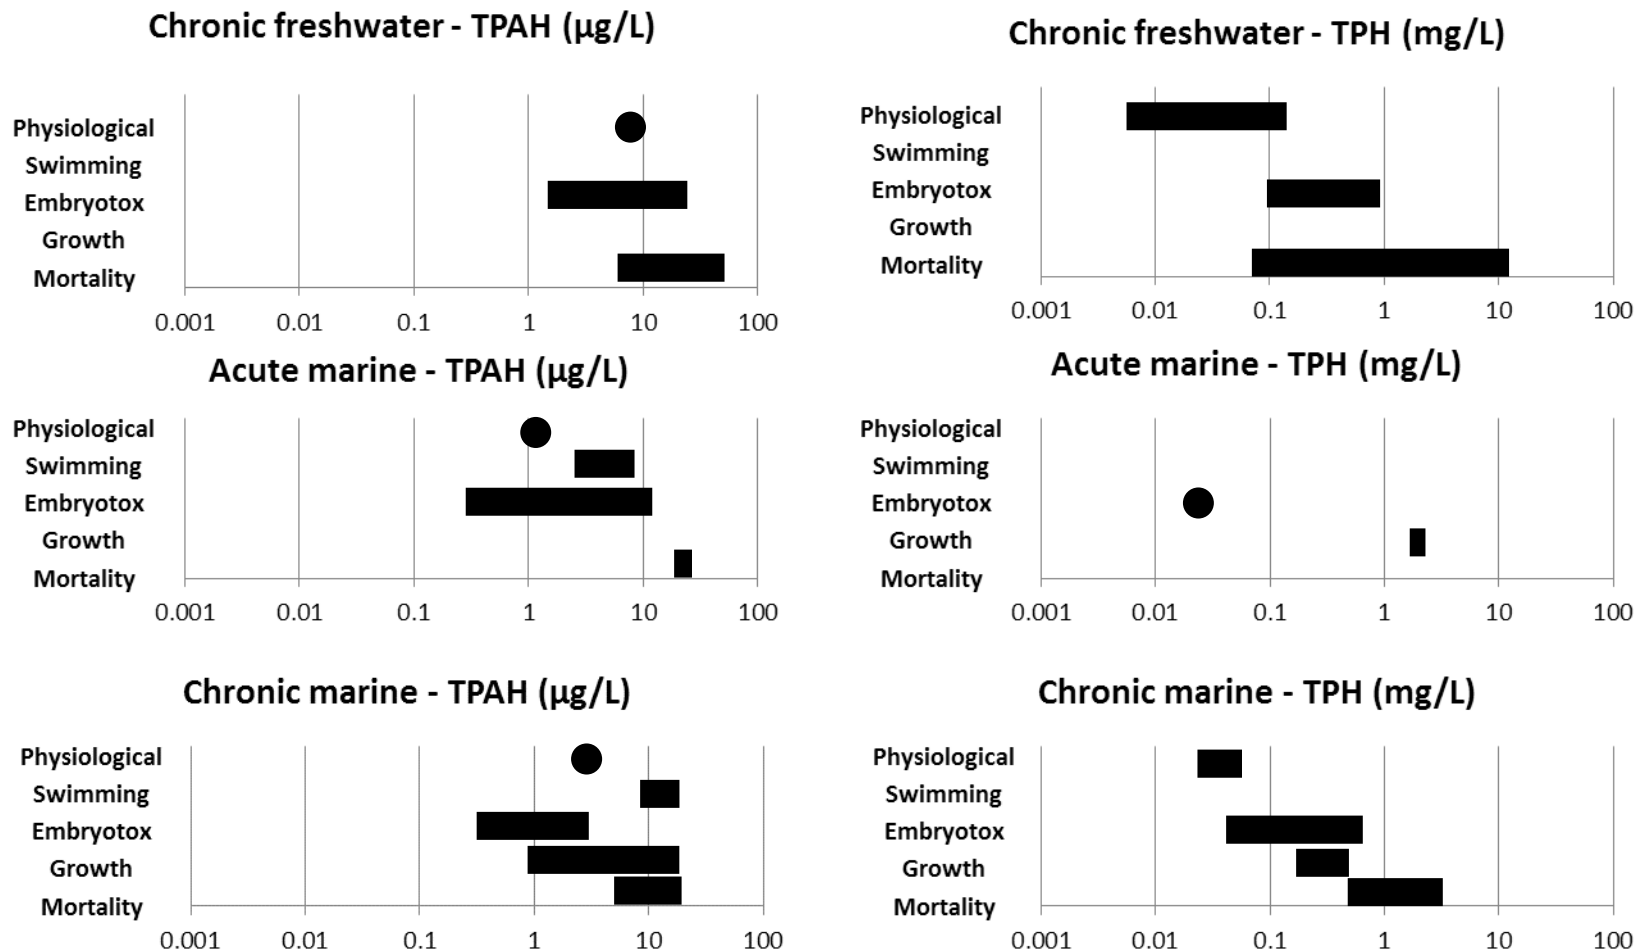 Chronic freshwater - TPAH (µg/L)
Physiological
Swimming
Embryotox
Growth
Mortality
0.001 0.01 0.1 1 10 100
Chronic freshwater - TPH (mg/L)
Physiological
Swimming
Embryotox
Growth
Mortality
0.001 0.01 0.1 1 10 100
Acute marine - TPAH (µg/L)
Physiological
Swimming
Embryotox
Growth
Mortality
0.001 0.01 0.1 1 10 100
Acute marine - TPH (mg/L)
Physiological
Swimming
Embryotox
Growth
Mortality
0.001 0.01 0.1 1 10 100
Chronic marine - TPAH (µg/L)
Physiological
Swimming
Embryotox
Growth
Mortality
0.001 0.01 0.1 1 10 100
Chronic marine - TPH (mg/L)
Physiological
Swimming
Embryotox
Growth
Mortality
0.001 0.01 0.1 1 10 100